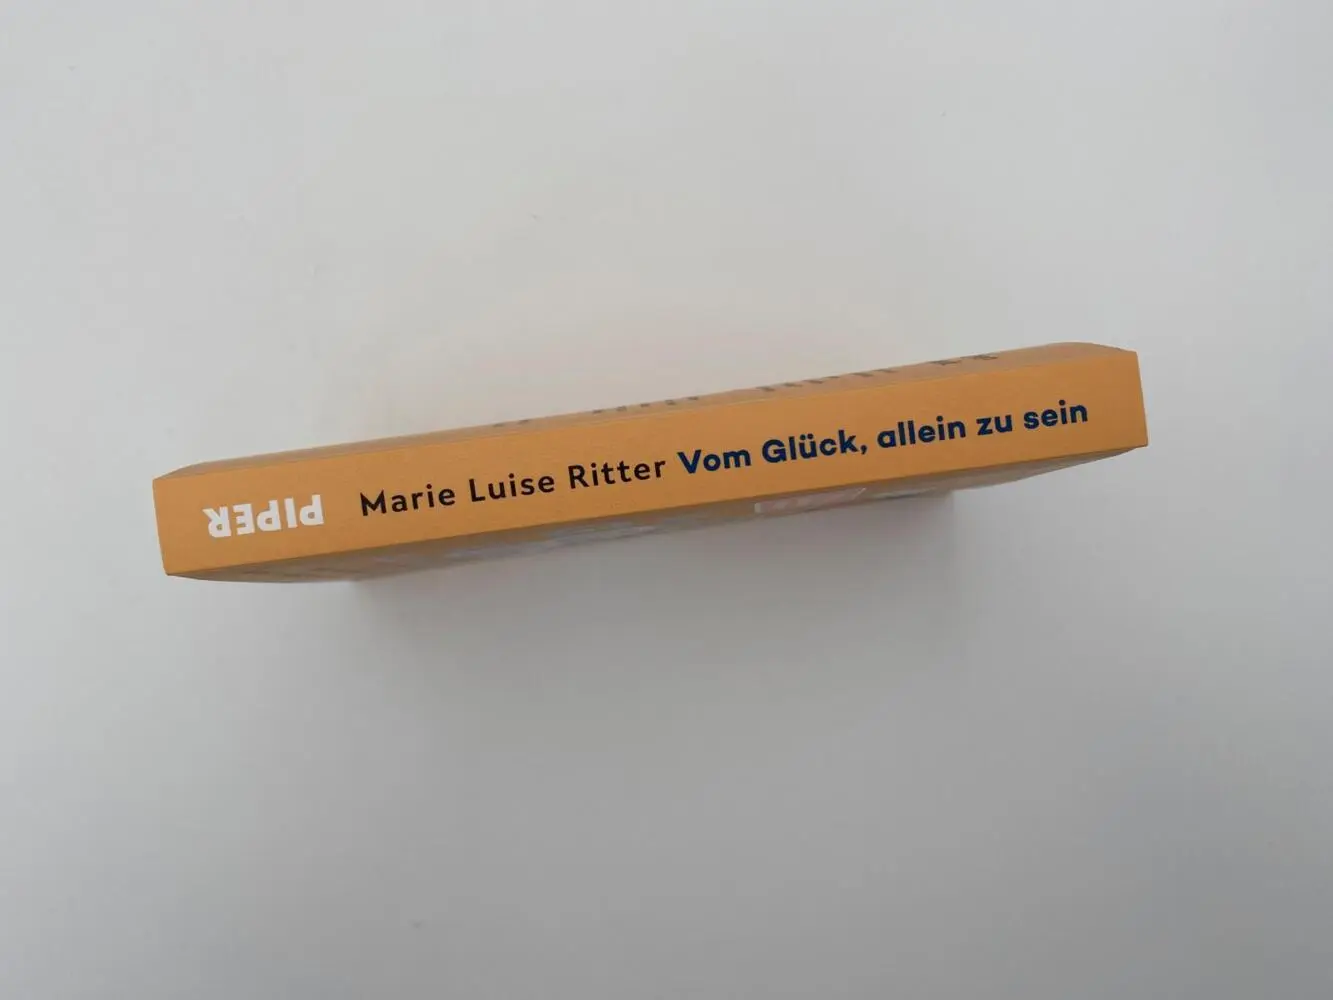 PIPER
Marie Luise Ritter Vom Glück, allein zu sein